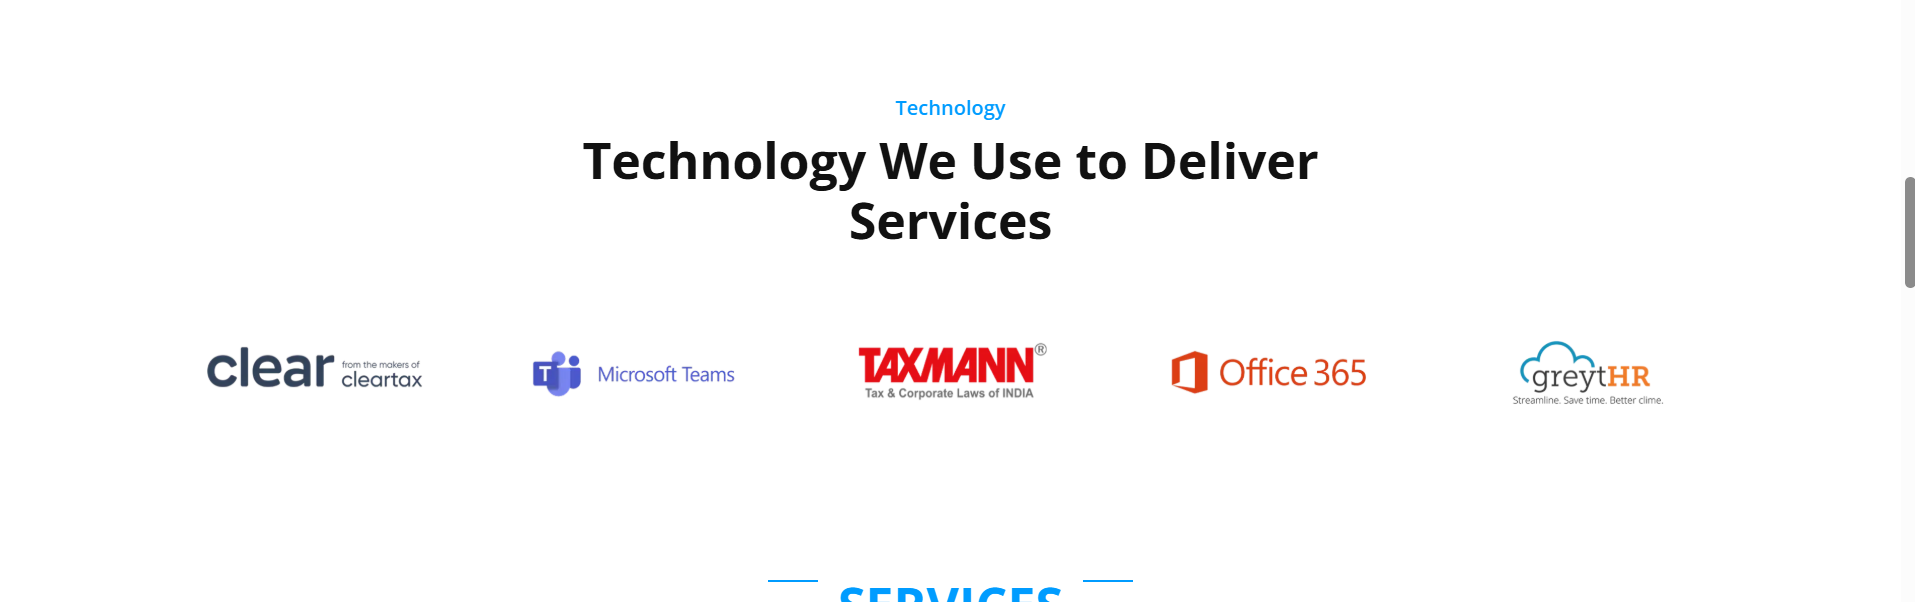 Technology
Technology We Use to Deliver
Services
clear from the makers of
cleartax
T Microsoft Teams
TAXMANN®
Tax & Corporate Laws of INDIA
Office 365
greytHR
Streamline. Save time. Better clime.
SERVICES